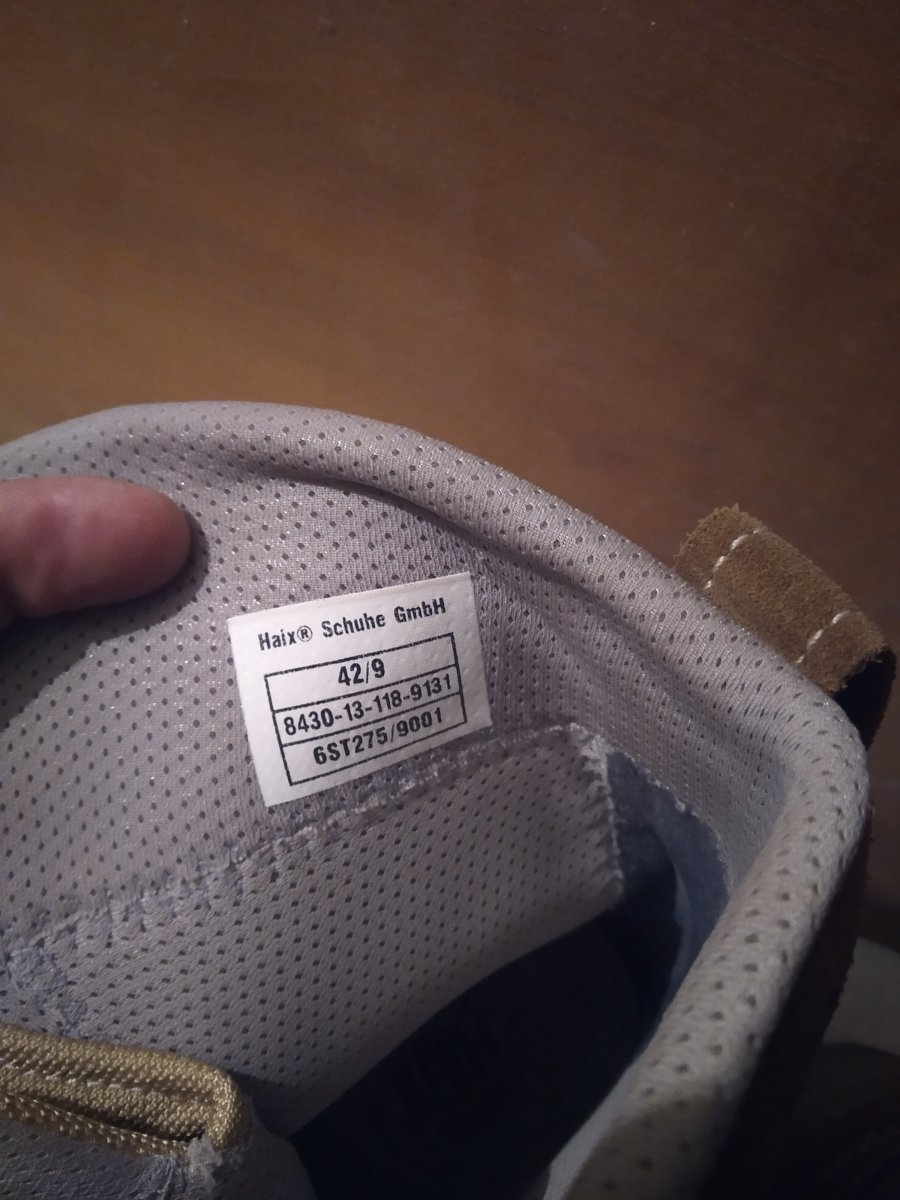 Haix® Schuhe GmbH
42/9
8430-13-118-9131
6ST275/9001